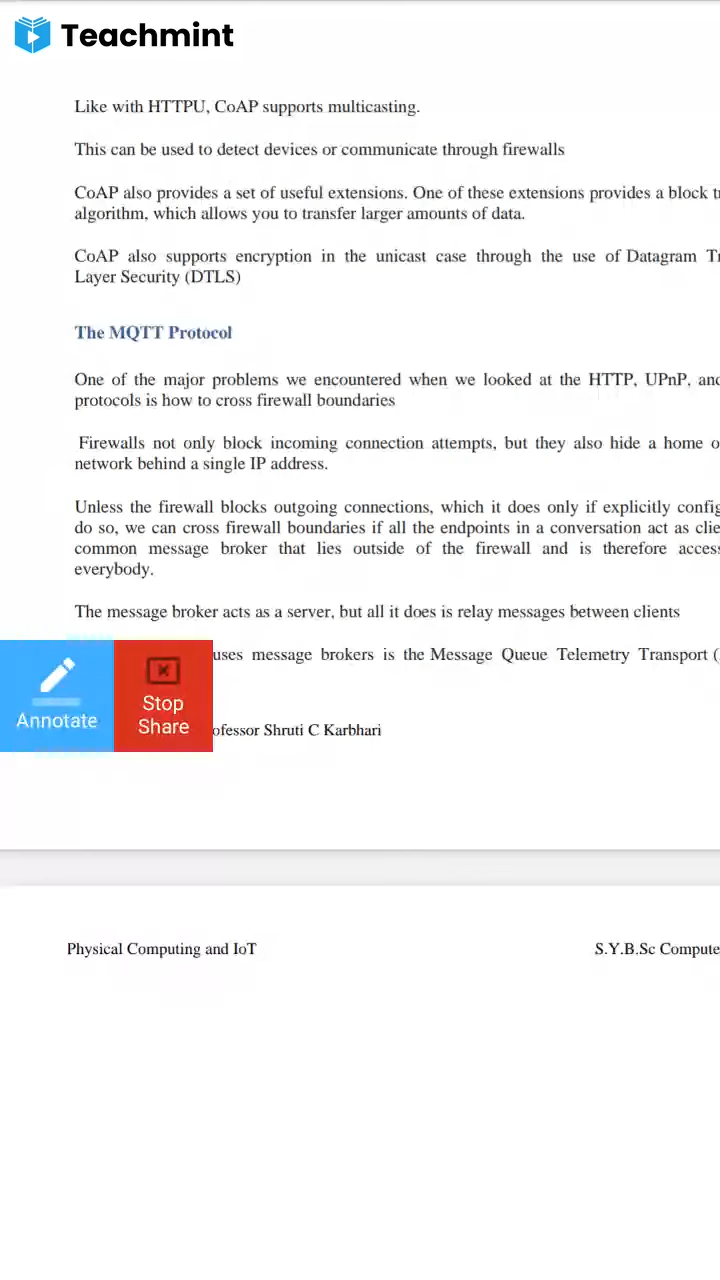 Teachmint
Like with HTTPU, CoAP supports multicasting.
This can be used to detect devices or communicate through firewalls
CoAP also provides a set of useful extensions. One of these extensions provides a block
algorithm, which allows you to transfer larger amounts of data.
CoAP also supports encryption in the unicast case through the use of Datagram
Layer Security (DTLS)
The MQTT Protocol
One of the major problems we encountered when we looked at the HTTP, UPnP, and
protocols is how to cross firewall boundaries
Firewalls not only block incoming connection attempts, but they also hide a home
network behind a single IP address.
Unless the firewall blocks outgoing connections, which it does only if explicitly
do so, we can cross firewall boundaries if all the endpoints in a conversation act as
common message broker that lies outside of the firewall and is therefore
everybody.
The message broker acts as a server, but all it does is relay messages between clients
uses message brokers is the Message Queue Telemetry Transport (
Annotate
Stop
Share
ofessor Shruti C Karbhari
Physical Computing and IoT
S.Y.B.Sc Compute